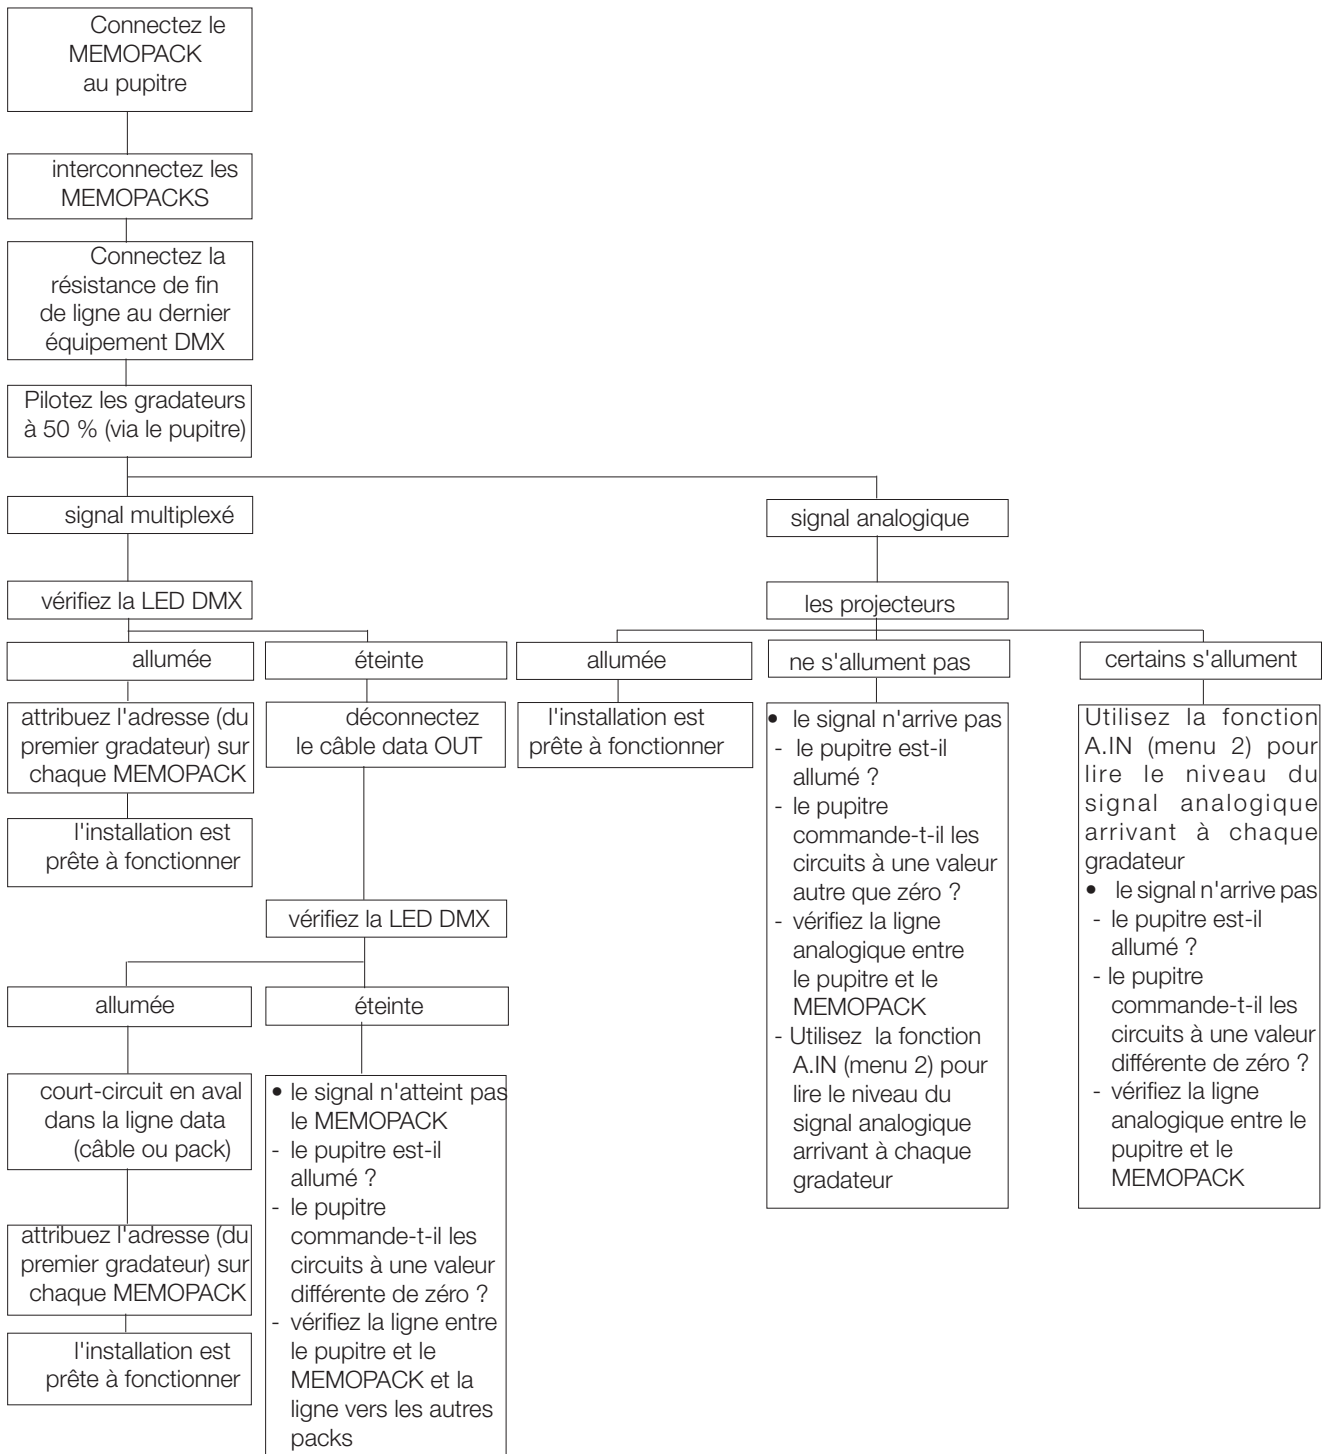 Connectez le
MEMOPACK
au pupitre
interconnectez les
MEMOPACKS
Connectez la
résistance de fin
de ligne au dernier
équipement DMX
Pilotez les gradateurs
à 50 % (via le pupitre)
signal multiplexé
signal analogique
vérifiez la LED DMX
les projecteurs
allumée
éteinte
allumée
ne s'allument pas
certains s'allument
attribuez l'adresse (du
premier gradateur) sur
chaque MEMOPACK
déconnectez
le câble data OUT
l'installation est
prête à fonctionner
• le signal n'arrive pas
- le pupitre est-il
allumé ?
- le pupitre
commande-t-il les
circuits à une valeur
autre que zéro ?
- vérifiez la ligne
analogique entre
le pupitre et le
MEMOPACK
- Utilisez la fonction
A.IN (menu 2) pour
lire le niveau du
signal analogique
arrivant à chaque
gradateur
Utilisez la fonction
A.IN (menu 2) pour
lire le niveau du
signal analogique
arrivant à chaque
gradateur
• le signal n'arrive pas
- le pupitre est-il
allumé ?
- le pupitre
commande-t-il les
circuits à une valeur
différente de zéro ?
- vérifiez la ligne
analogique entre le
pupitre et le
MEMOPACK
l'installation est
prête à fonctionner
vérifiez la LED DMX
allumée
éteinte
court-circuit en aval
dans la ligne data
(câble ou pack)
• le signal n'atteint pas
le MEMOPACK
- le pupitre est-il
allumé ?
- le pupitre
commande-t-il les
circuits à une valeur
différente de zéro ?
- vérifiez la ligne entre
le pupitre et le
MEMOPACK et la
ligne vers les autres
packs
attribuez l'adresse (du
premier gradateur) sur
chaque MEMOPACK
l'installation est
prête à fonctionner